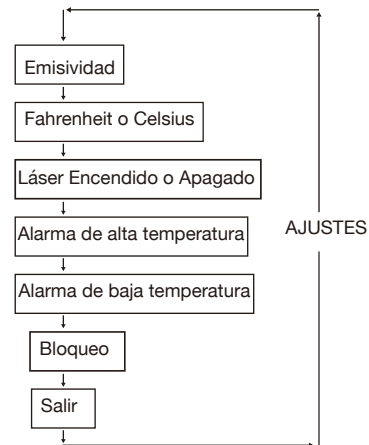 Emisividad
Fahrenheit o Celsius
Láser Encendido o Apagado
Alarma de alta temperatura
AJUSTES
Alarma de baja temperatura
Bloqueo
Salir